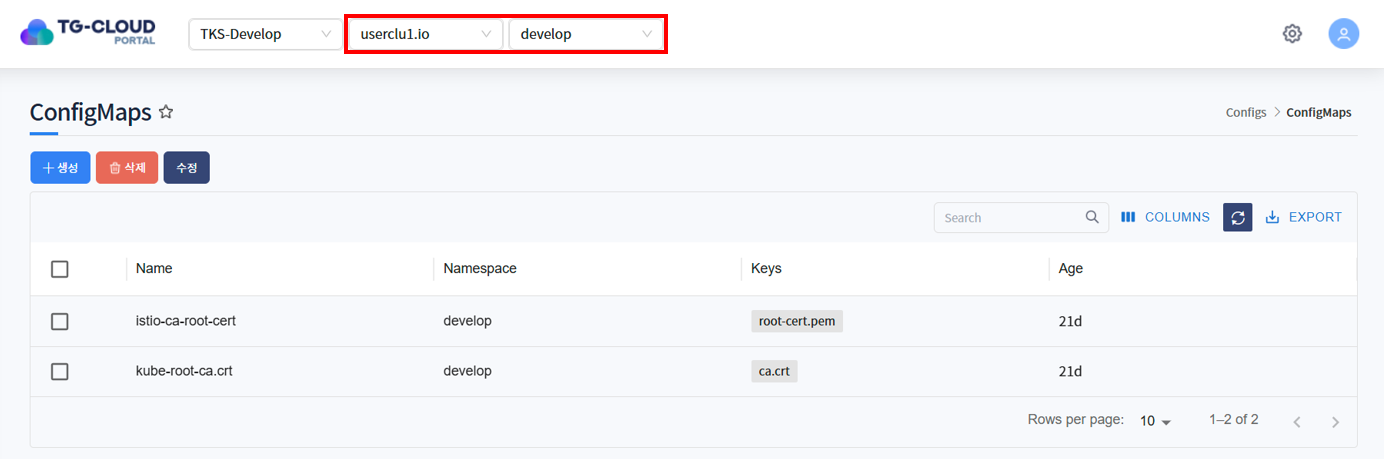 TG-CLOUD
PORTAL
TKS-Develop userclu1.io develop
ConfigMaps
Configs > ConfigMaps
+ 생성 삭제 수정
Search COLUMNS EXPORT
Name Namespace Keys Age
istio-ca-root-cert develop root-cert.pem 21d
kube-root-ca.crt develop ca.crt 21d
Rows per page: 10 1–2 of 2